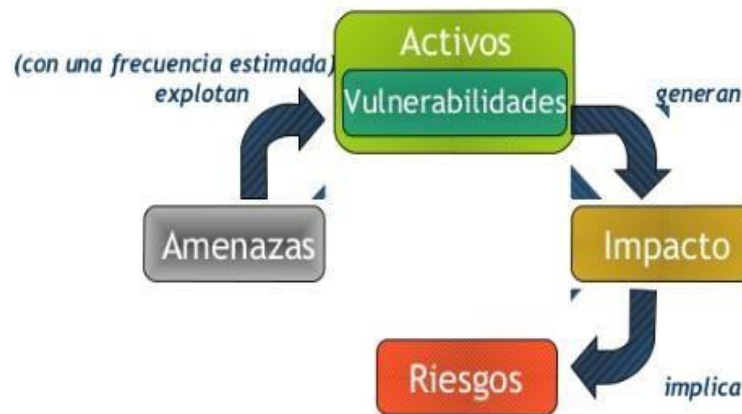 (con una frecuencia estimada)
explotan
Activos
Vulnerabilidades
generan
Amenazas
Impacto
Riesgos
implica